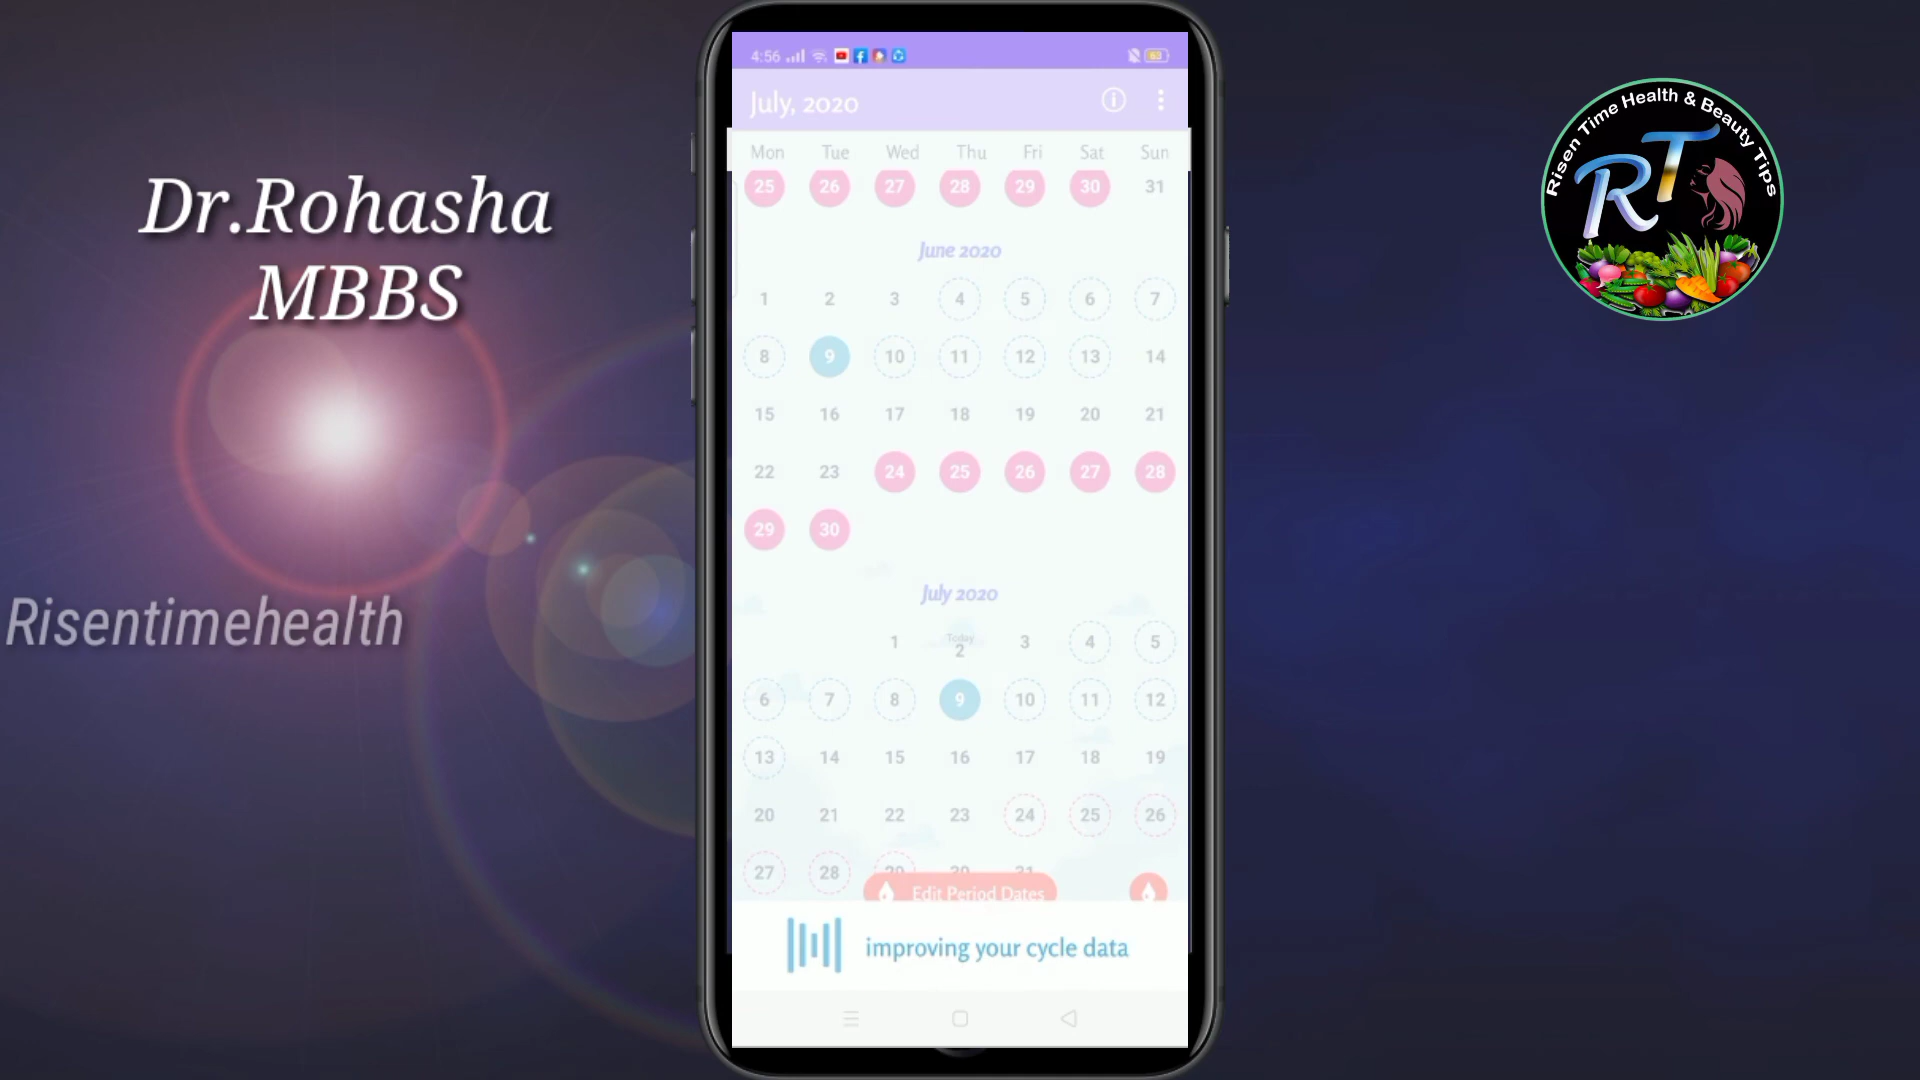 Dr.Rohasha
MBBS
Risentimehealth
4:56
63
July, 2020
Mon Tue Wed Thu Fri Sat Sun
25 26 27 28 29 30 31
June 2020
1 2 3 4 5 6 7
8 9 10 11 12 13 14
15 16 17 18 19 20 21
22 23 24 25 26 27 28
29 30
July 2020
Today
1 2 3 4 5
6 7 8 9 10 11 12
13 14 15 16 17 18 19
20 21 22 23 24 25 26
27 28 29 30 31
Edit Period Dates
improving your cycle data
Risen Time Health & Beauty Tips
RT